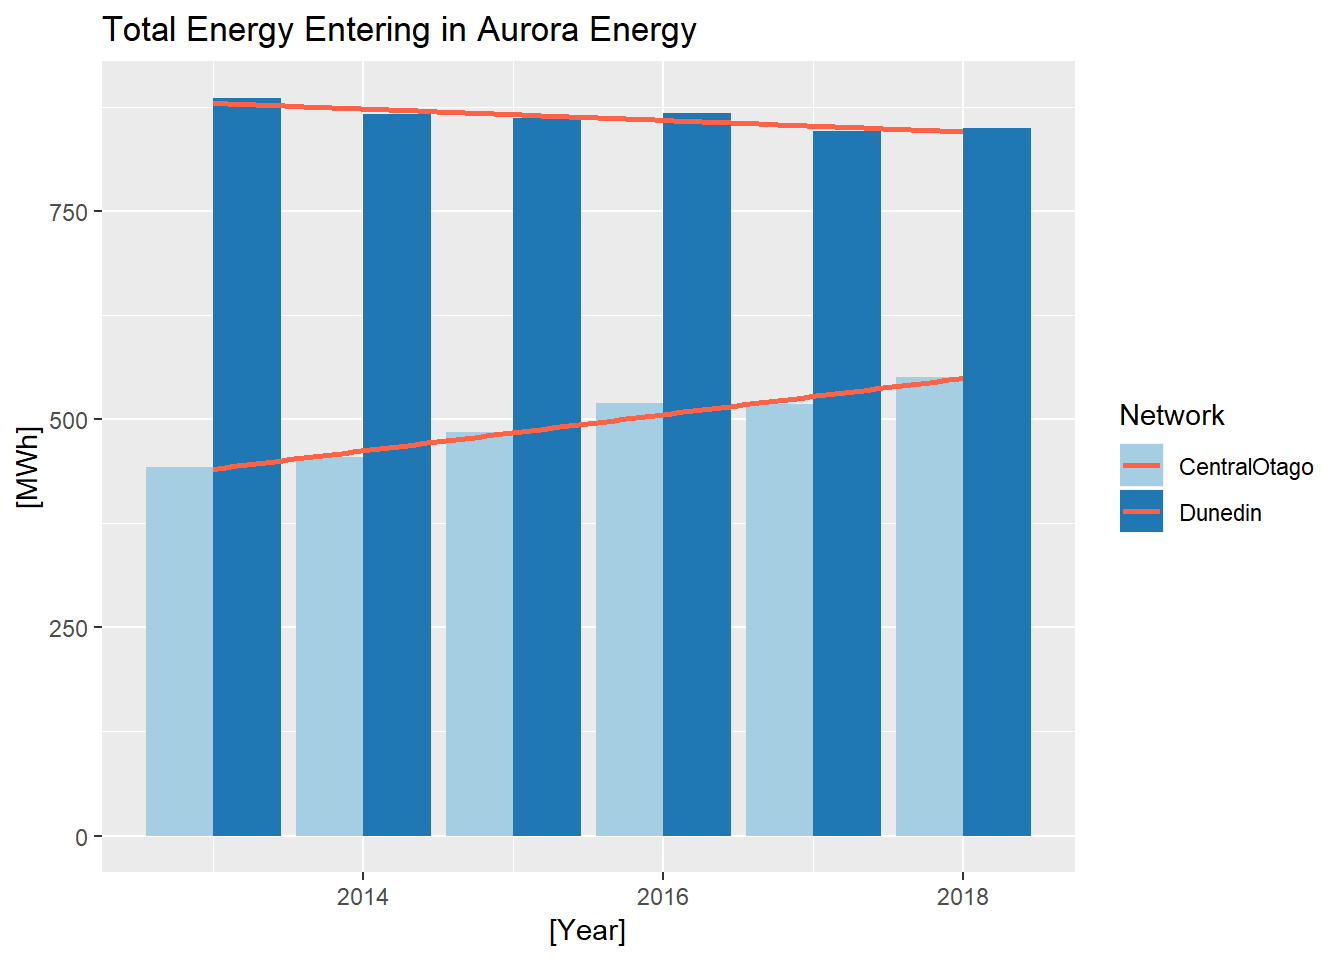 Total Energy Entering in Aurora Energy
[MWh]
750
500
250
0
2014
2016
2018
[Year]
Network
CentralOtago
Dunedin